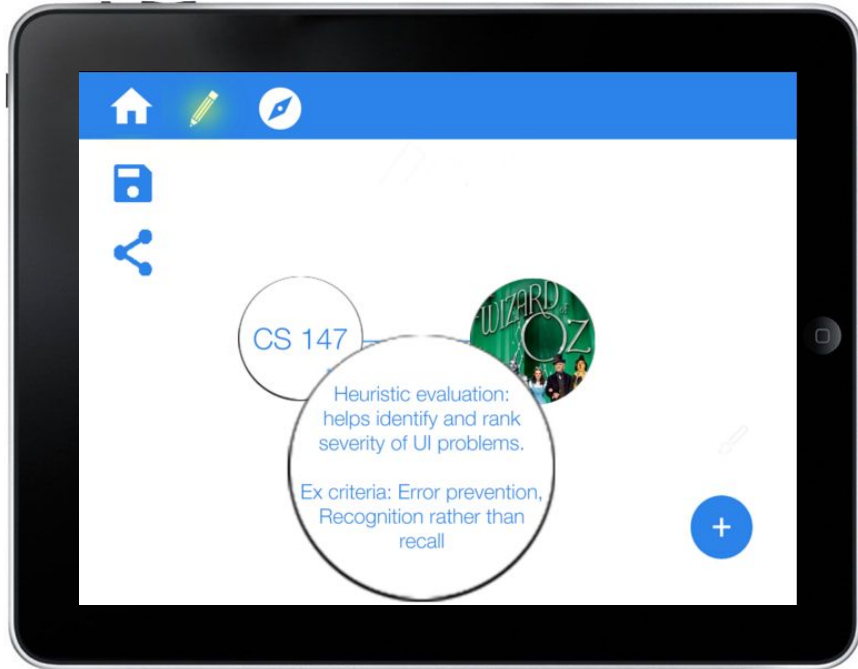 CS 147
WIZARD
OZ
Heuristic evaluation:
helps identify and rank
severity of UI problems.
Ex criteria: Error prevention,
Recognition rather than
recall
+